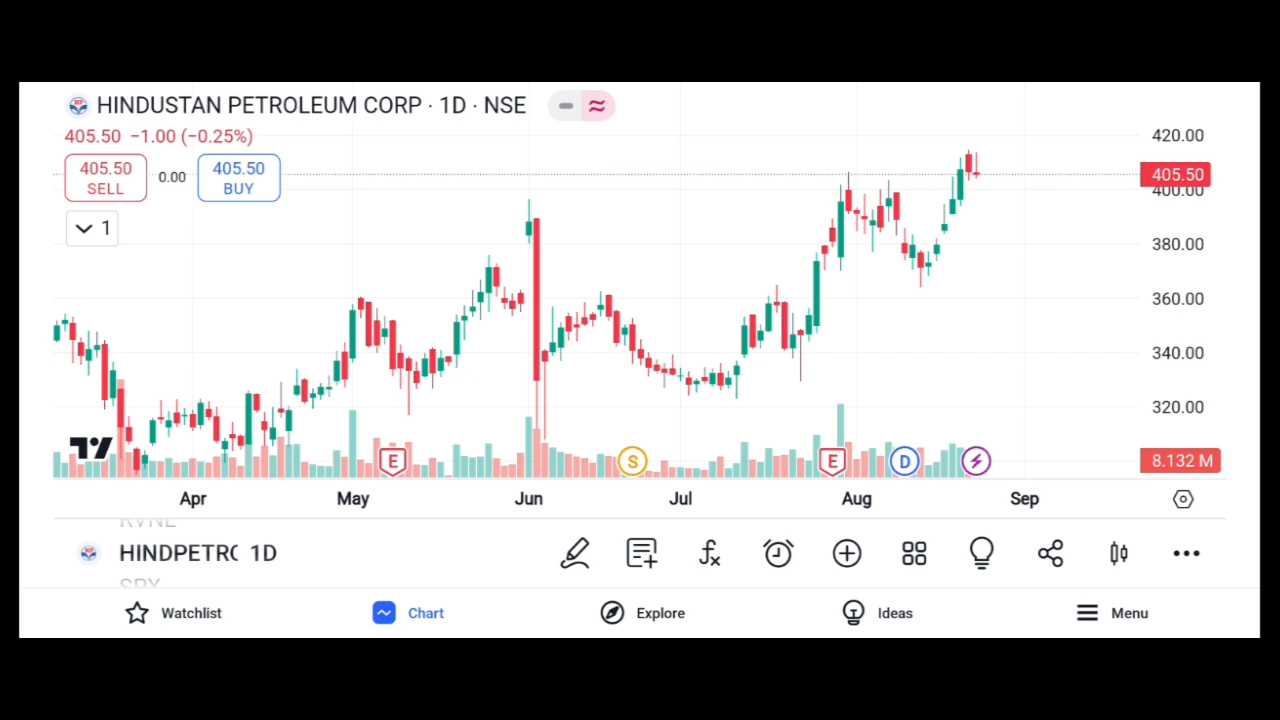 HINDUSTAN PETROLEUM CORP · 1D · NSE
405.50 −1.00 (−0.25%)
405.50 SELL
0.00
405.50 BUY
1
420.00
405.50
400.00
380.00
360.00
340.00
320.00
8.132 M
E S E D
Apr May Jun Jul Aug Sep
RVNL
HINDPETRC 1D
SPX
Watchlist Chart Explore Ideas Menu